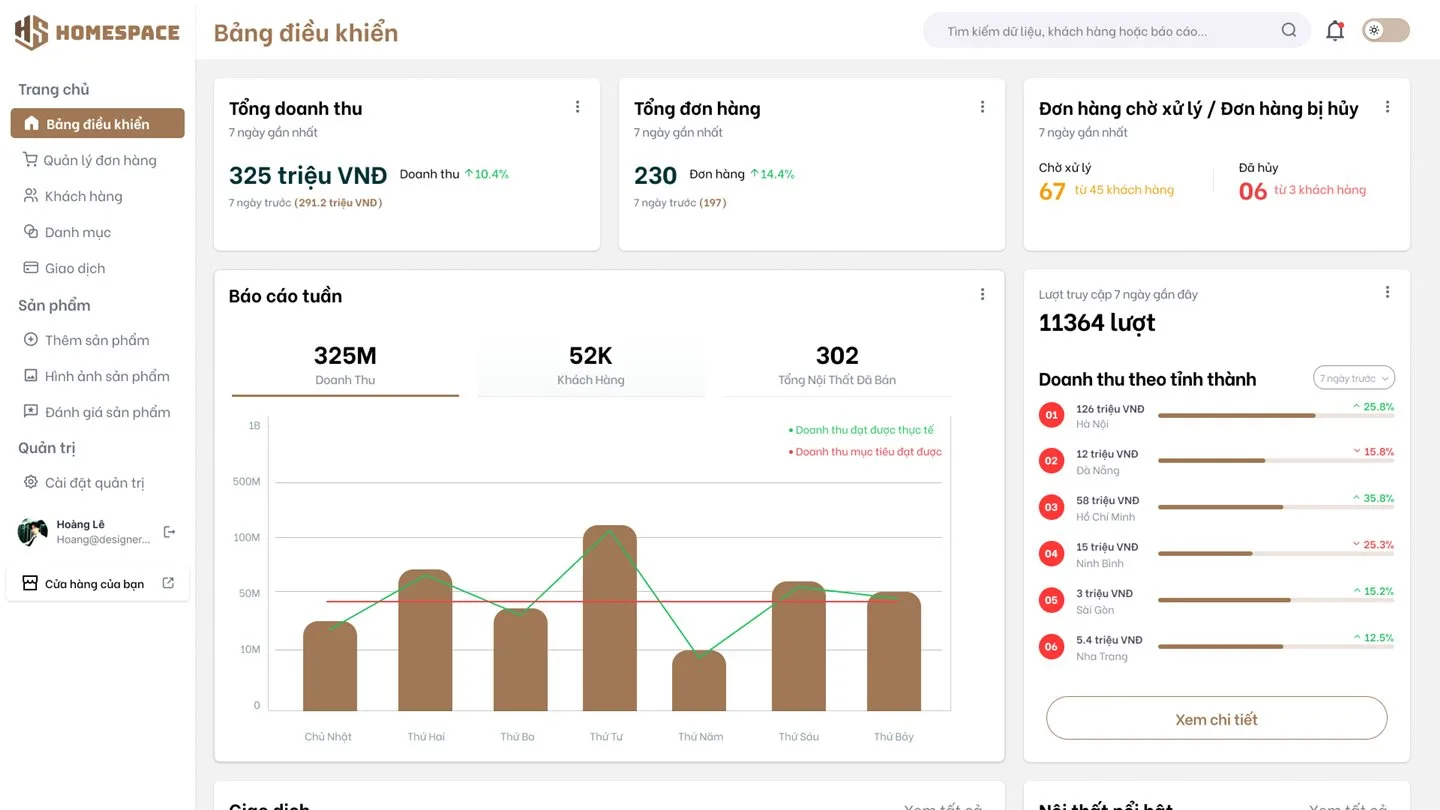 HOMESPACE
Bảng điều khiển
Tìm kiếm dữ liệu, khách hàng hoặc báo cáo...
Trang chủ
Bảng điều khiển
Quản lý đơn hàng
Khách hàng
Danh mục
Giao dịch
Sản phẩm
Thêm sản phẩm
Hình ảnh sản phẩm
Đánh giá sản phẩm
Quản trị
Cài đặt quản trị
Hoàng Lê
Hoang@designer...
Cửa hàng của bạn
Tổng doanh thu
7 ngày gần nhất
325 triệu VNĐ Doanh thu ↑10.4%
7 ngày trước (291.2 triệu VNĐ)
Tổng đơn hàng
7 ngày gần nhất
230 Đơn hàng ↑14.4%
7 ngày trước (197)
Đơn hàng chờ xử lý / Đơn hàng bị hủy
7 ngày gần nhất
Chờ xử lý
67 từ 45 khách hàng
Đã hủy
06 từ 3 khách hàng
Báo cáo tuần
325M
Doanh Thu
52K
Khách Hàng
302
Tổng Nội Thất Đã Bán
• Doanh thu đạt được thực tế
• Doanh thu mục tiêu đạt được
1B
500M
100M
50M
10M
0
Chủ Nhật
Thứ Hai
Thứ Ba
Thứ Tư
Thứ Năm
Thứ Sáu
Thứ Bảy
Lượt truy cập 7 ngày gần đây
11364 lượt
Doanh thu theo tỉnh thành
7 ngày trước
01 126 triệu VNĐ 25.8%
Hà Nội
02 12 triệu VNĐ 15.8%
Đà Nẵng
03 58 triệu VNĐ 35.8%
Hồ Chí Minh
04 15 triệu VNĐ 25.3%
Ninh Bình
05 3 triệu VNĐ 15.2%
Sài Gòn
06 5.4 triệu VNĐ 12.5%
Nha Trang
Xem chi tiết
Giao dịch
Xem tất cả
Nội thất nổi bật
Xem tất cả